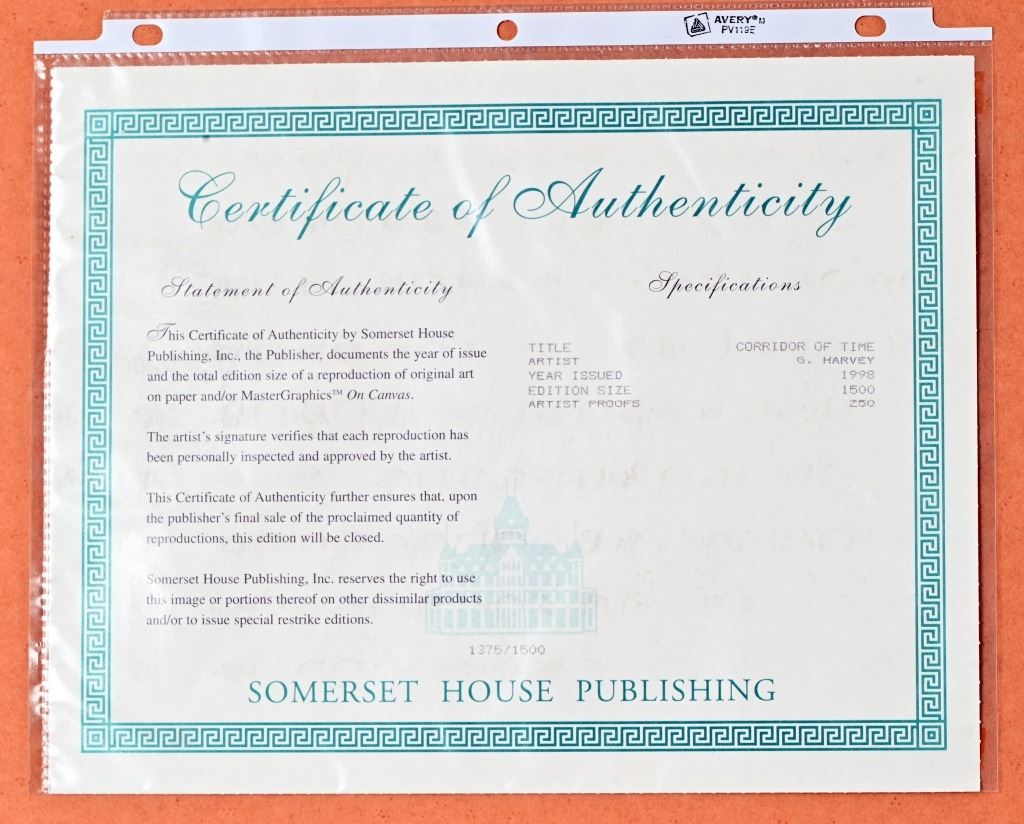 AVERY®
PV119E
Certificate of Authenticity
Statement of Authenticity
This Certificate of Authenticity by Somerset House
Publishing, Inc., the Publisher, documents the year of issue
and the total edition size of a reproduction of original art
on paper and/or MasterGraphics™ On Canvas.
The artist's signature verifies that each reproduction has
been personally inspected and approved by the artist.
This Certificate of Authenticity further ensures that, upon
the publisher's final sale of the proclaimed quantity of
reproductions, this edition will be closed.
Somerset House Publishing, Inc. reserves the right to use
this image or portions thereof on other dissimilar products
and/or to issue special restrike editions.
Specifications
TITLE CORRIDOR OF TIME
ARTIST G. HARVEY
YEAR ISSUED 1998
EDITION SIZE 1500
ARTIST PROOFS 250
1375/1500
SOMERSET HOUSE PUBLISHING